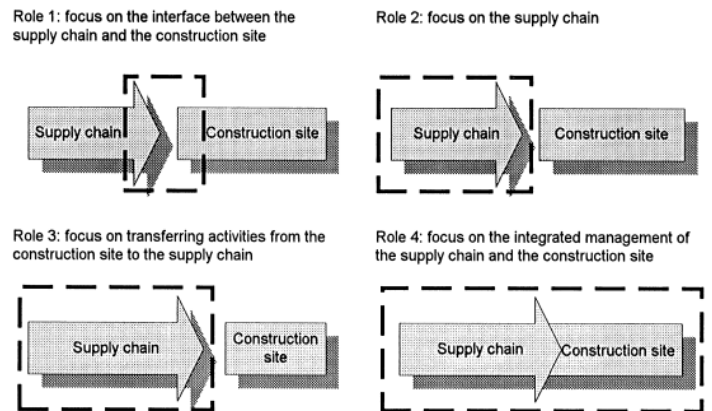 Role 1: focus on the interface between the
supply chain and the construction site
Supply chain
Construction site
Role 2: focus on the supply chain
Supply chain
Construction site
Role 3: focus on transferring activities from the
construction site to the supply chain
Supply chain
Construction
site
Role 4: focus on the integrated management of
the supply chain and the construction site
Supply chain
Construction site